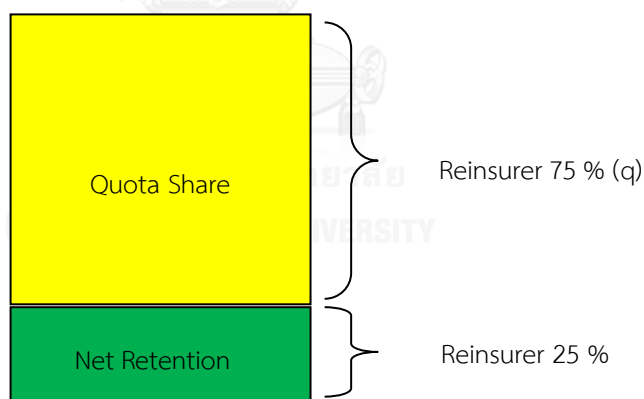 Quota Share
Reinsurer 75 % (q)
Net Retention
Reinsurer 25 %